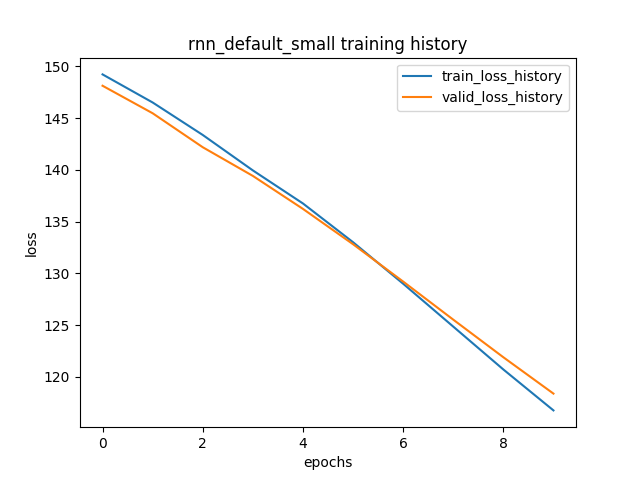 rnn_default_small training history
train_loss_history
valid_loss_history
150
145
140
135
130
125
120
loss
0 2 4 6 8
epochs